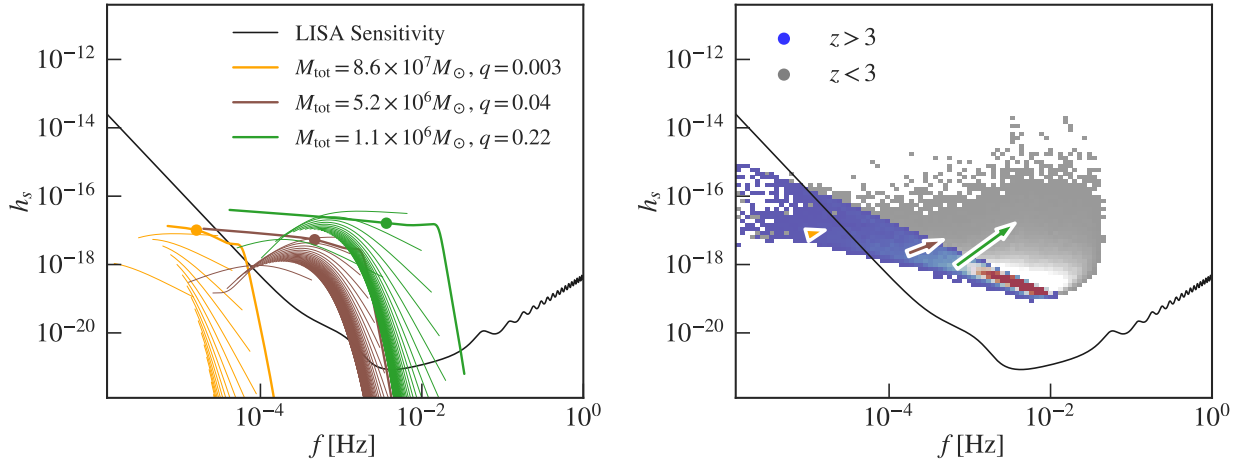 LISA Sensitivity
M_tot = 8.6 × 10^7 M_⊙, q = 0.003
M_tot = 5.2 × 10^6 M_⊙, q = 0.04
M_tot = 1.1 × 10^6 M_⊙, q = 0.22
10^−12
10^−14
10^−16
10^−18
10^−20
h_s
10^−4
10^−2
10^0
f [Hz]
z > 3
z < 3
10^−12
10^−14
10^−16
10^−18
10^−20
h_s
10^−4
10^−2
10^0
f [Hz]